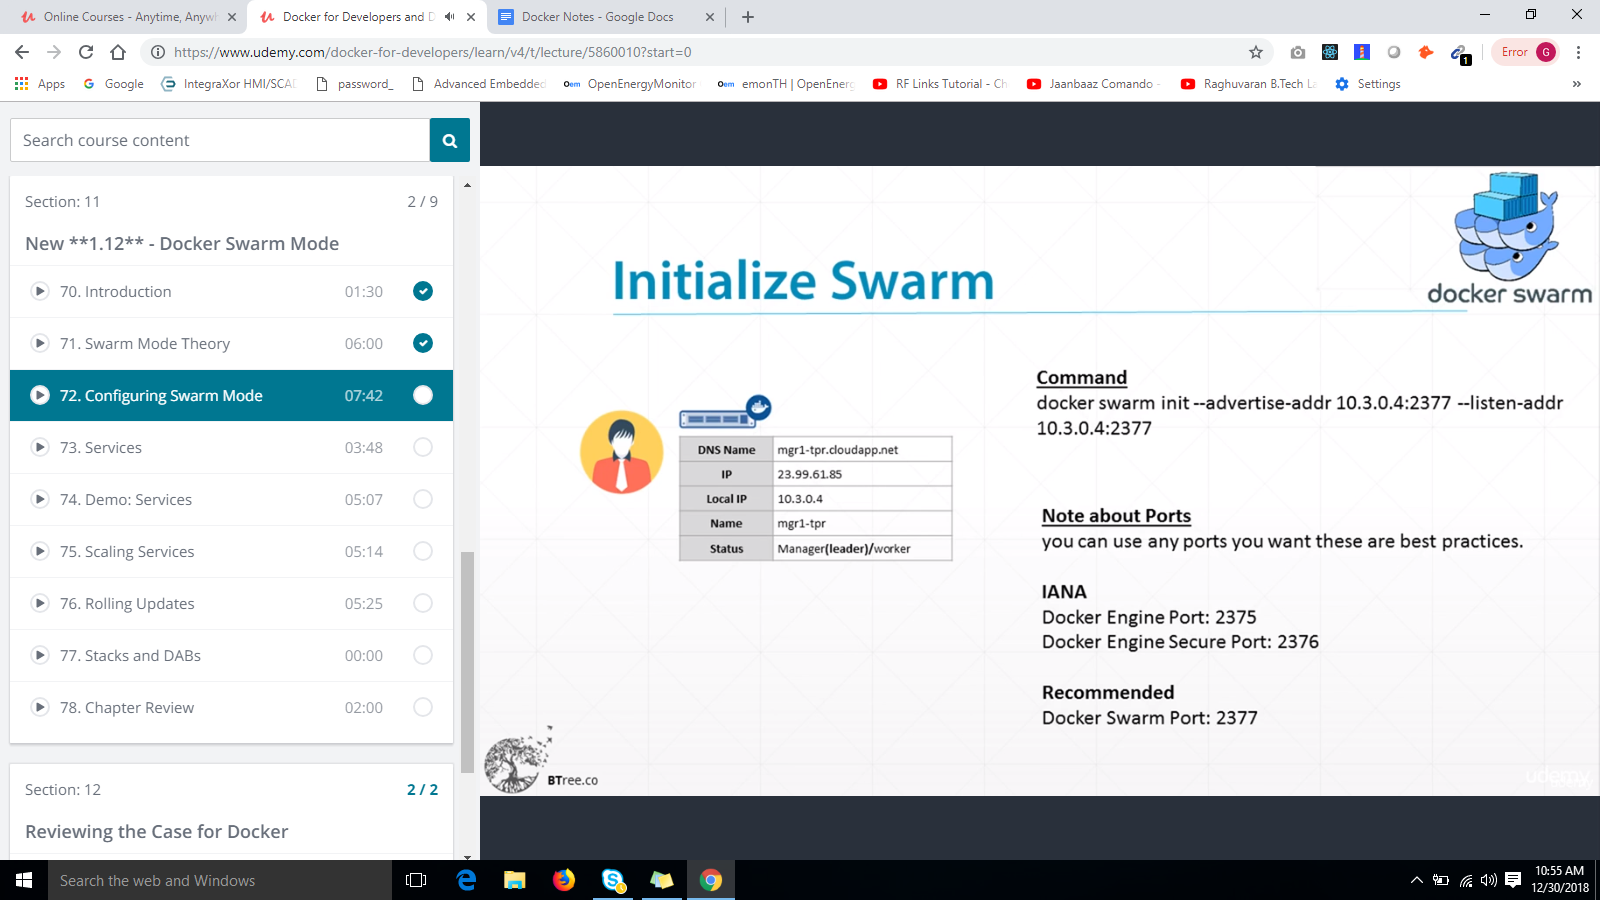 Online Courses - Anytime, Anywh
Docker for Developers and D
Docker Notes - Google Docs
https://www.udemy.com/docker-for-developers/learn/v4/t/lecture/5860010?start=0
1
Error
G
Apps
Google
IntegraXor HMI/SCAD
password_
Advanced Embedded
OpenEnergyMonitor
emonTH | OpenEnerg
RF Links Tutorial - Ch
Jaanbaaz Comando -
Raghuvaran B.Tech La
Settings
»
Search course content
Section: 11
2 / 9
New **1.12** - Docker Swarm Mode
70. Introduction 01:30
71. Swarm Mode Theory 06:00
72. Configuring Swarm Mode 07:42
73. Services 03:48
74. Demo: Services 05:07
75. Scaling Services 05:14
76. Rolling Updates 05:25
77. Stacks and DABs 00:00
78. Chapter Review 02:00
Section: 12
2 / 2
Reviewing the Case for Docker
docker swarm
Initialize Swarm
DNS Name mgr1-tpr.cloudapp.net
IP 23.99.61.85
Local IP 10.3.0.4
Name mgr1-tpr
Status Manager(leader)/worker
Command
docker swarm init --advertise-addr 10.3.0.4:2377 --listen-addr
10.3.0.4:2377
Note about Ports
you can use any ports you want these are best practices.
IANA
Docker Engine Port: 2375
Docker Engine Secure Port: 2376
Recommended
Docker Swarm Port: 2377
BTree.co
udemy
Search the web and Windows
10:55 AM
12/30/2018